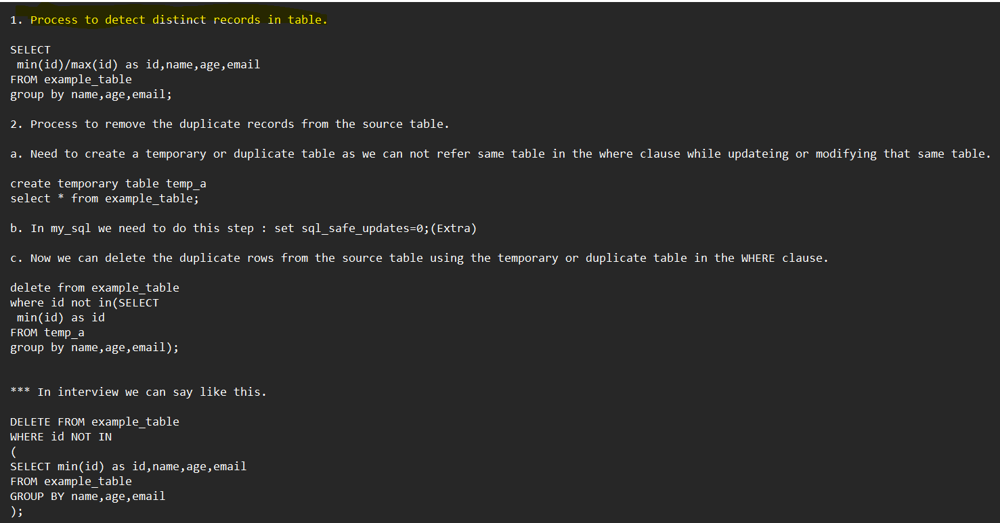 1. Process to detect distinct records in table.
SELECT
min(id)/max(id) as id,name,age,email
FROM example_table
group by name,age,email;
2. Process to remove the duplicate records from the source table.
a. Need to create a temporary or duplicate table as we can not refer same table in the where clause while updateing or modifying that same table.
create temporary table temp_a
select * from example_table;
b. In my_sql we need to do this step : set sql_safe_updates=0;(Extra)
c. Now we can delete the duplicate rows from the source table using the temporary or duplicate table in the WHERE clause.
delete from example_table
where id not in(SELECT
min(id) as id
FROM temp_a
group by name,age,email);
*** In interview we can say like this.
DELETE FROM example_table
WHERE id NOT IN
(
SELECT min(id) as id,name,age,email
FROM example_table
GROUP BY name,age,email
);